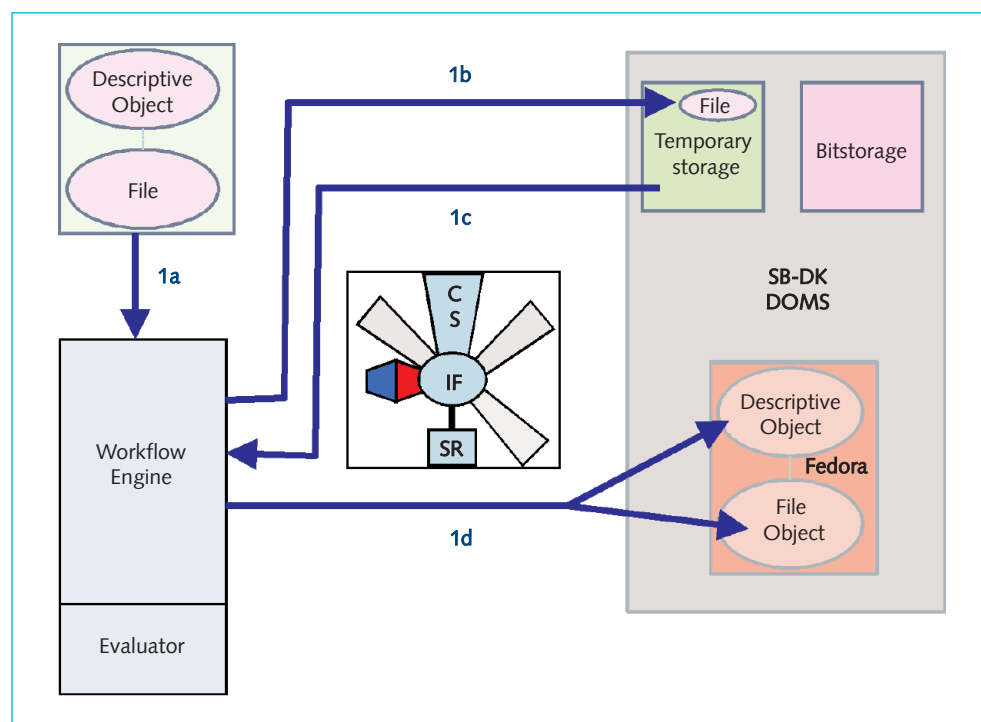 Descriptive
Object
File
1a
1b
1c
File
Temporary
storage
Bitstorage
SB-DK
DOMS
C
S
IF
SR
Workflow
Engine
Evaluator
1d
Descriptive
Object
Fedora
File
Object